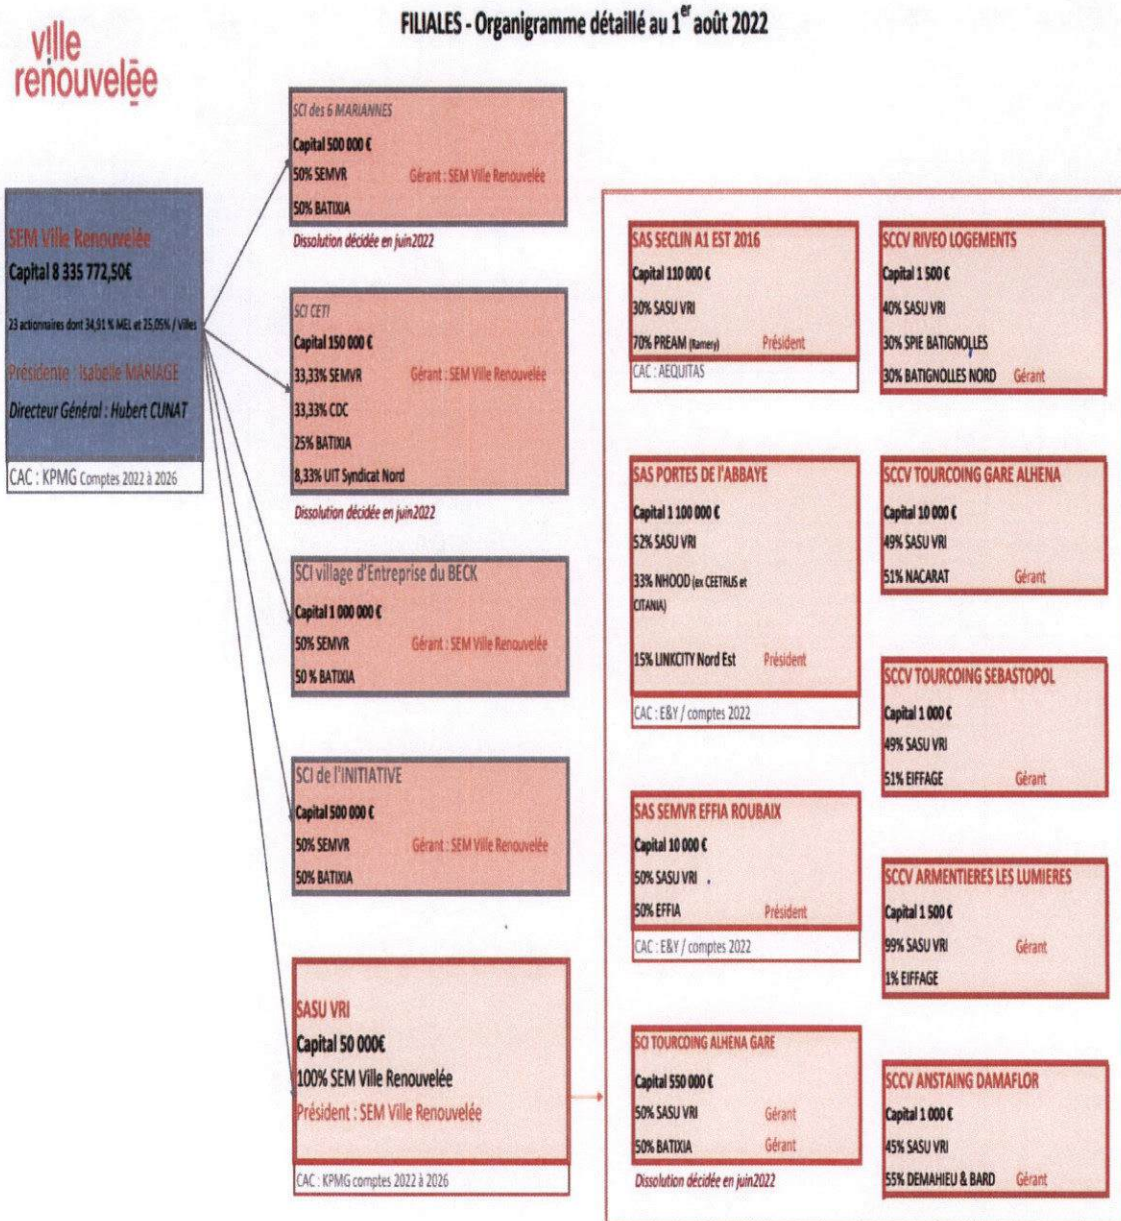 FILIALES - Organigramme détaillé au 1er août 2022
ville
renouvelēe
SEM Ville Renouvelée
Capital 8 335 772,50€
23 actionnaires dont 34,91 % MEL et 25,05% / Villes
Présidente : Isabelle MARIAGE
Directeur Général : Hubert CUNAT
CAC : KPMG Comptes 2022 à 2026
SCI des 6 MARIANNES
Capital 500 000 €
50% SEMVR Gérant : SEM Ville Renouvelée
50% BATIXIA
Dissolution décidée en juin2022
SCI CETI
Capital 150 000 €
33,33% SEMVR Gérant : SEM Ville Renouvelée
33,33% CDC
25% BATIXIA
8,33% UIT Syndicat Nord
Dissolution décidée en juin2022
SCI village d'Entreprise du BECK
Capital 1 000 000 €
50% SEMVR Gérant : SEM Ville Renouvelée
50 % BATIXIA
SCI de l'INITIATIVE
Capital 500 000 €
50% SEMVR Gérant : SEM Ville Renouvelée
50% BATIXIA
SASU VRI
Capital 50 000€
100% SEM Ville Renouvelée
Président : SEM Ville Renouvelée
CAC : KPMG comptes 2022 à 2026
SAS SECLIN A1 EST 2016
Capital 110 000 €
30% SASU VRI
70% PREAM (Ramery) Président
CAC : AEQUITAS
SAS PORTES DE l'ABBAYE
Capital 1 100 000 €
52% SASU VRI
33% NHOOD (ex CEETRUS et
CITANIA)
15% LINKCITY Nord Est Président
CAC : E&Y / comptes 2022
SAS SEMVR EFFIA ROUBAIX
Capital 10 000 €
50% SASU VRI
50% EFFIA Président
CAC : E&Y / comptes 2022
SCI TOURCOING ALHENA GARE
Capital 550 000 €
50% SASU VRI Gérant
50% BATIXIA Gérant
Dissolution décidée en juin2022
SCCV RIVEO LOGEMENTS
Capital 1 500 €
40% SASU VRI
30% SPIE BATIGNOLLES
30% BATIGNOLLES NORD Gérant
SCCV TOURCOING GARE ALHENA
Capital 10 000 €
49% SASU VRI
51% NACARAT Gérant
SCCV TOURCOING SEBASTOPOL
Capital 1 000 €
49% SASU VRI
51% EIFFAGE Gérant
SCCV ARMENTIERES LES LUMIERES
Capital 1 500 €
99% SASU VRI Gérant
1% EIFFAGE
SCCV ANSTAING DAMAFLOR
Capital 1 000 €
45% SASU VRI
55% DEMAHIEU & BARD Gérant